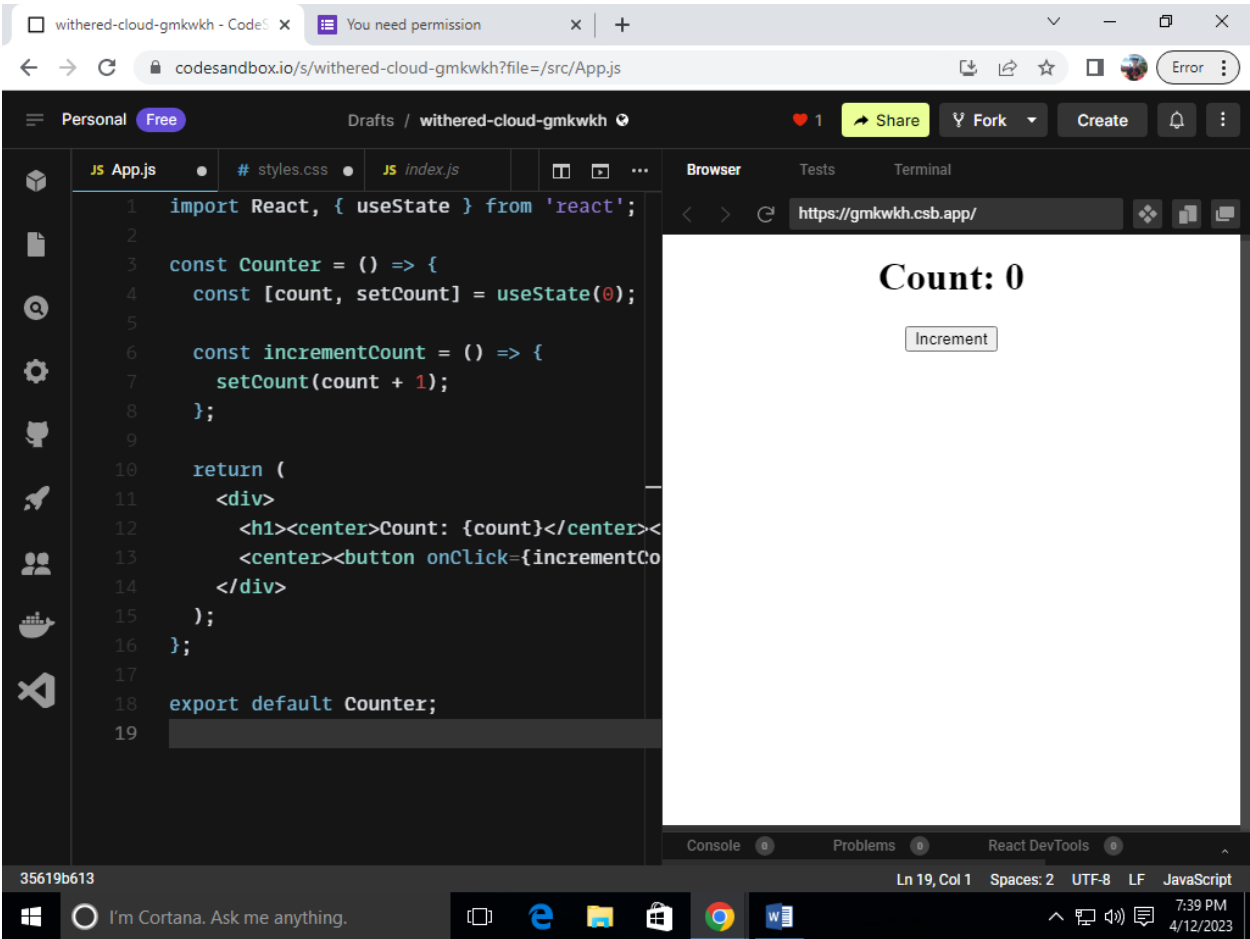 withered-cloud-gmkwkh - CodeS
You need permission
codesandbox.io/s/withered-cloud-gmkwkh?file=/src/App.js
Error
Personal Free
Drafts / withered-cloud-gmkwkh
1
Share
Fork
Create
JS App.js
# styles.css
JS index.js
1 import React, { useState } from 'react';
2
3 const Counter = () => {
4 const [count, setCount] = useState(0);
5
6 const incrementCount = () => {
7 setCount(count + 1);
8 };
9
10 return (
11 <div>
12 <h1><center>Count: {count}</center><
13 <center><button onClick={incrementCo
14 </div>
15 );
16 };
17
18 export default Counter;
19
Browser
Tests
Terminal
https://gmkwkh.csb.app/
Count: 0
Increment
Console 0
Problems 0
React DevTools 0
35619b613
Ln 19, Col 1 Spaces: 2 UTF-8 LF JavaScript
I'm Cortana. Ask me anything.
7:39 PM
4/12/2023